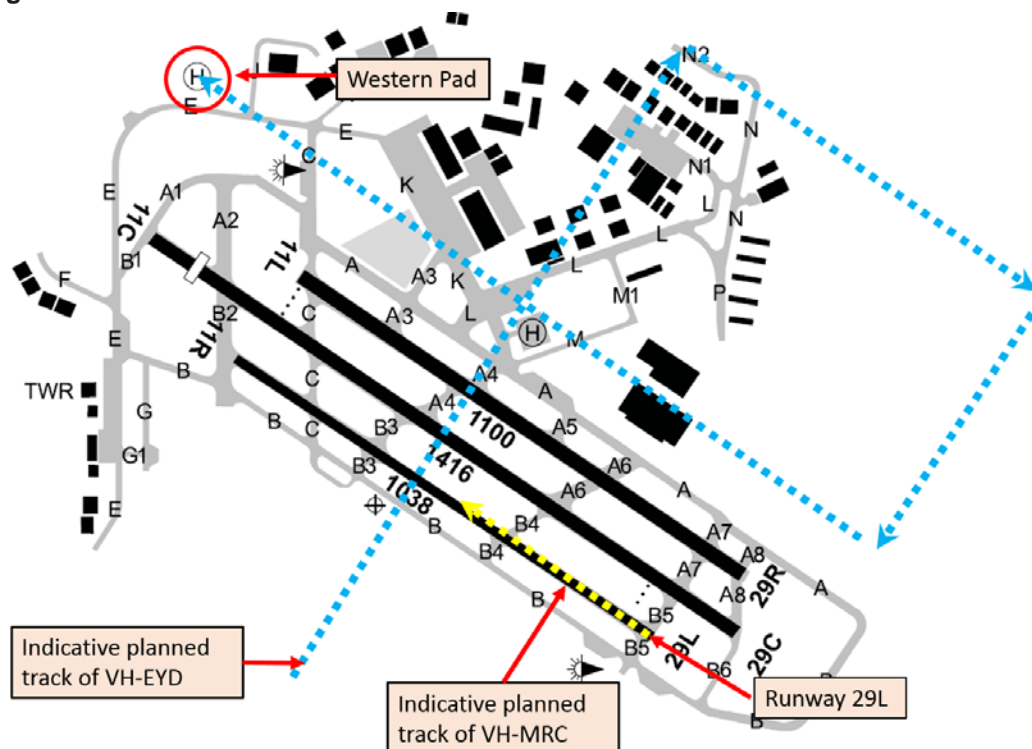 N2
H
Western Pad
E
E
N
C
K
N1
E
A1
L
N
11C
A2
11L
L
B1
A
A3
K
L
F
M1
P
B2
C
A3
L
H
M
11R
E
B
A4
A
TWR
C
A4
1100
G
B
B3
A5
C
1416
A6
G1
B3
1038
A6
A
E
B
B4
A7
B4
A8
A7
29R
A
B
A8
B5
B5
29L
29C
B6
B
B
Indicative planned
track of VH-EYD
Indicative planned
track of VH-MRC
Runway 29L